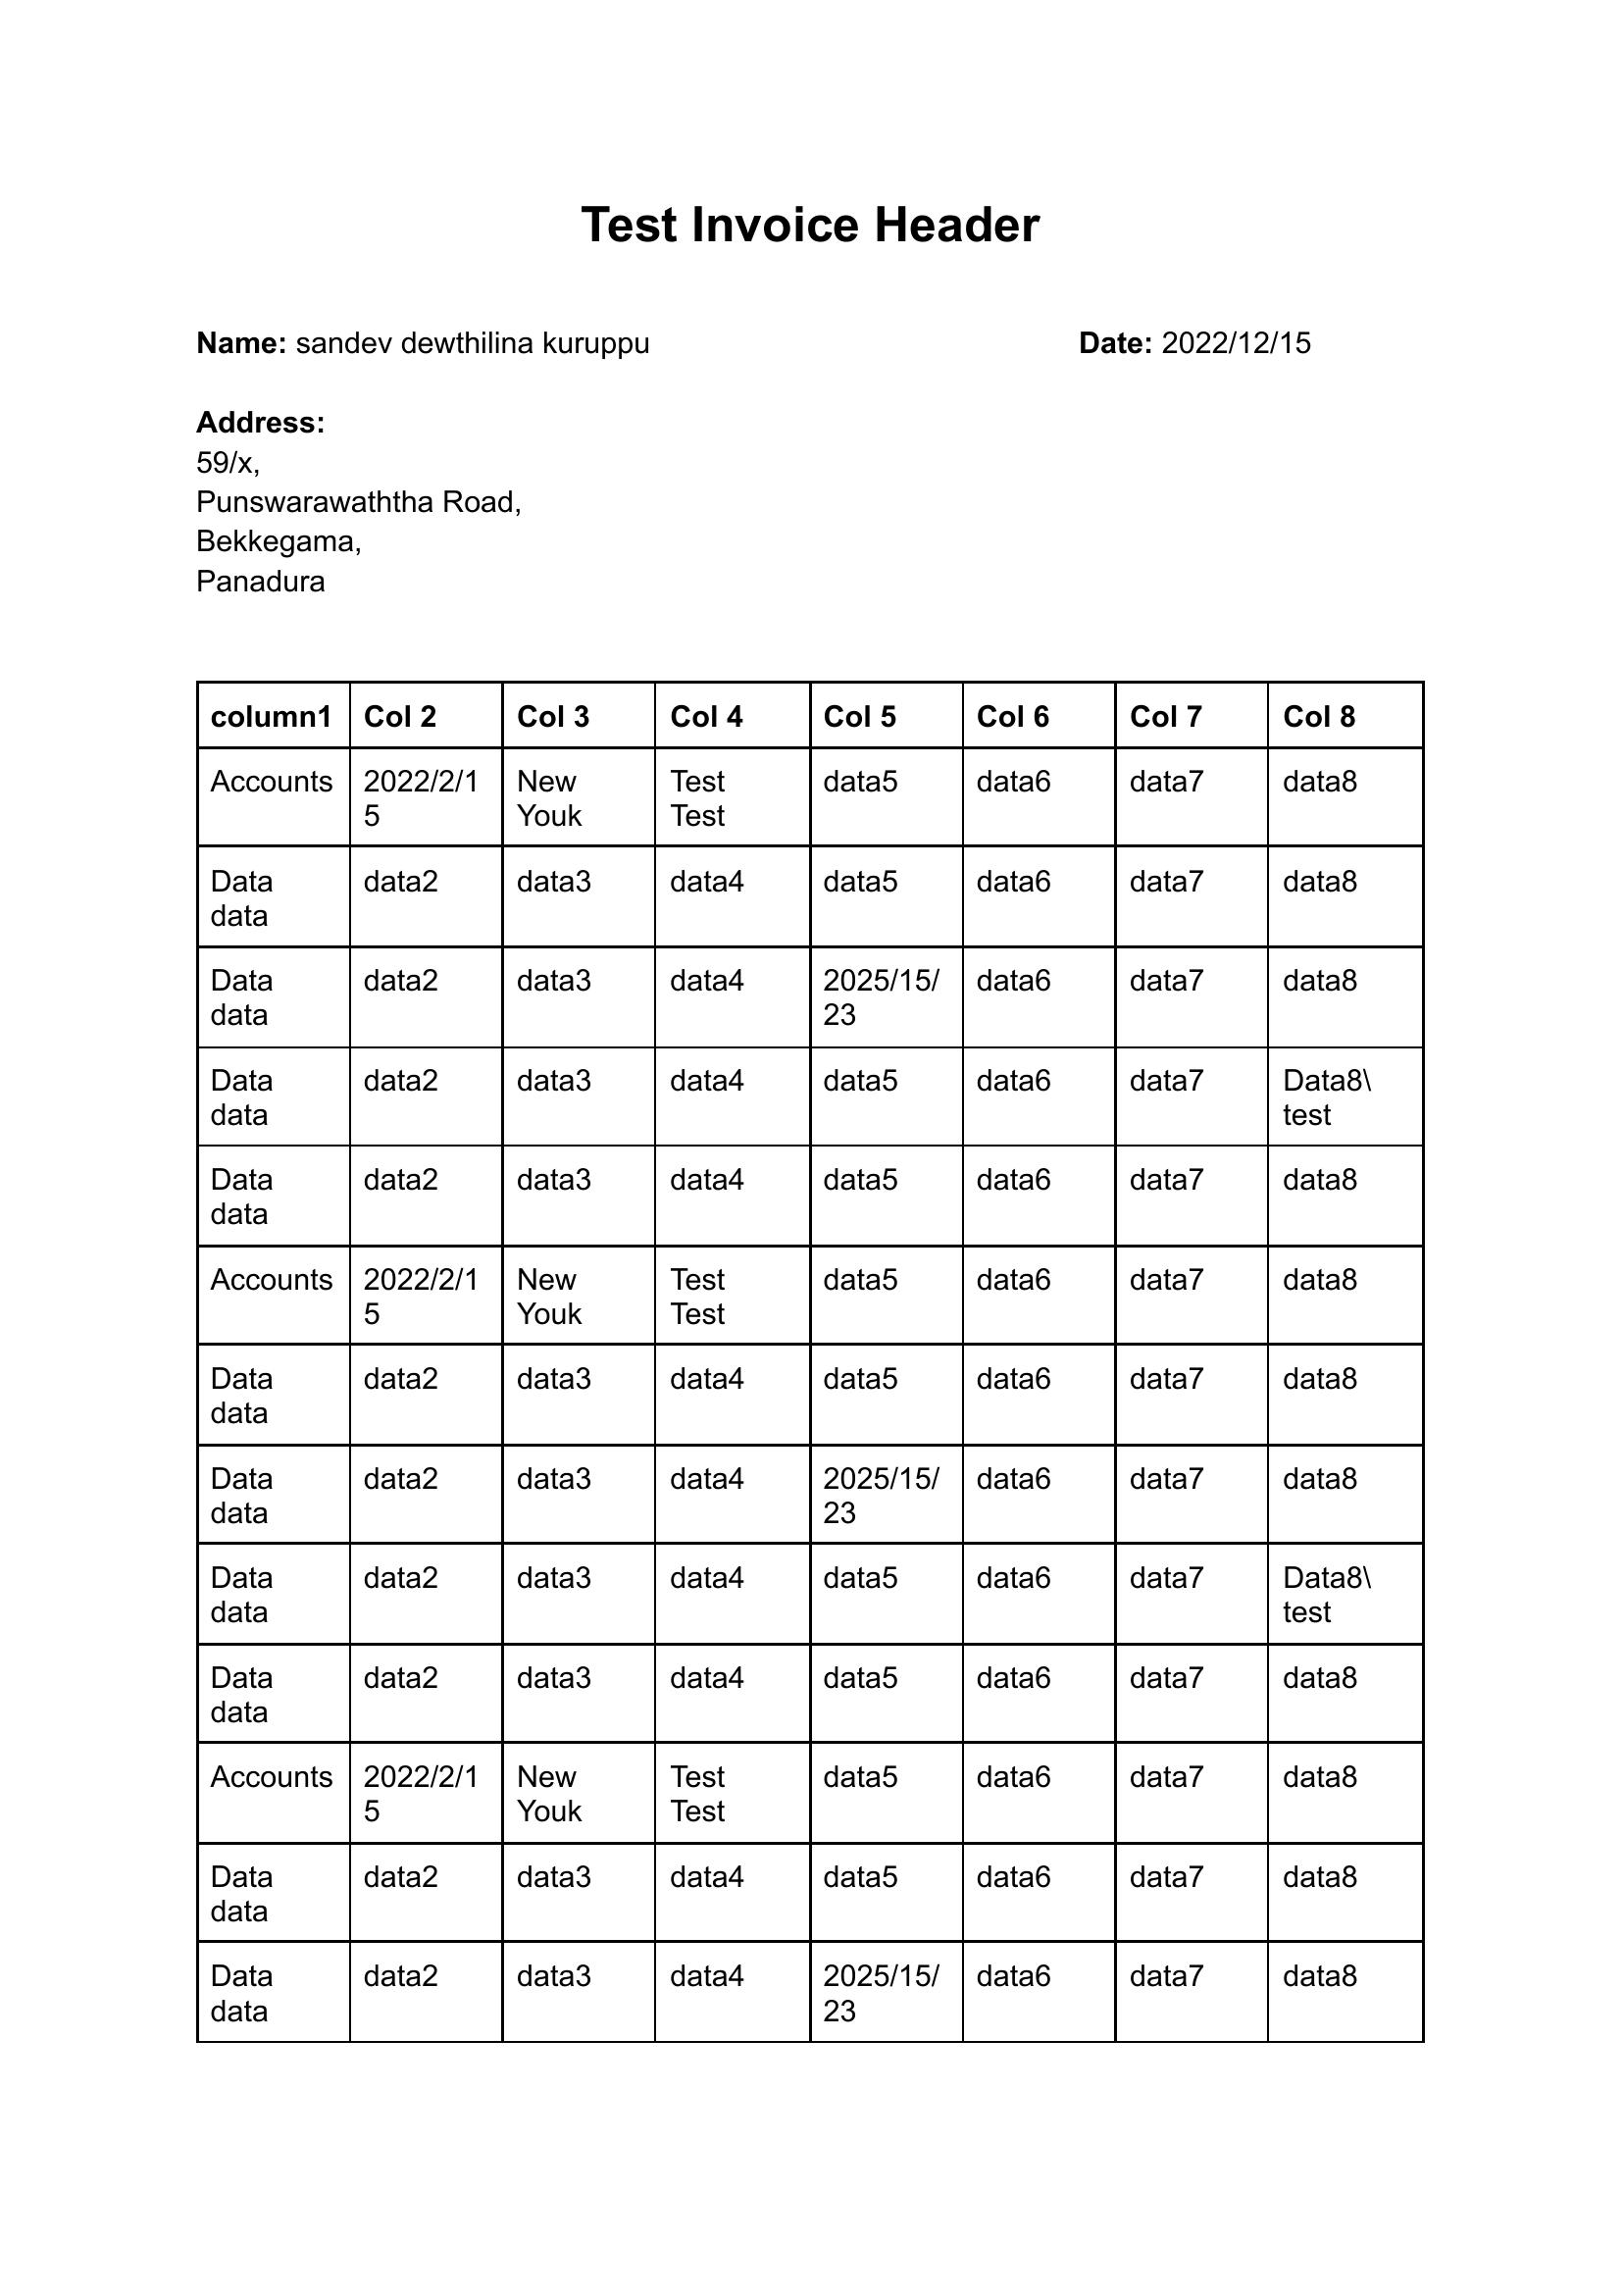 Test Invoice Header
Name: sandev dewthilina kuruppu Date: 2022/12/15
Address:
59/x,
Punswarawaththa Road,
Bekkegama,
Panadura
column1 Col 2 Col 3 Col 4 Col 5 Col 6 Col 7 Col 8
Accounts 2022/2/1 New Test data5 data6 data7 data8
5 Youk Test
Data data2 data3 data4 data5 data6 data7 data8
data
Data data2 data3 data4 2025/15/ data6 data7 data8
data 23
Data data2 data3 data4 data5 data6 data7 Data8\
data test
Data data2 data3 data4 data5 data6 data7 data8
data
Accounts 2022/2/1 New Test data5 data6 data7 data8
5 Youk Test
Data data2 data3 data4 data5 data6 data7 data8
data
Data data2 data3 data4 2025/15/ data6 data7 data8
data 23
Data data2 data3 data4 data5 data6 data7 Data8\
data test
Data data2 data3 data4 data5 data6 data7 data8
data
Accounts 2022/2/1 New Test data5 data6 data7 data8
5 Youk Test
Data data2 data3 data4 data5 data6 data7 data8
data
Data data2 data3 data4 2025/15/ data6 data7 data8
data 23